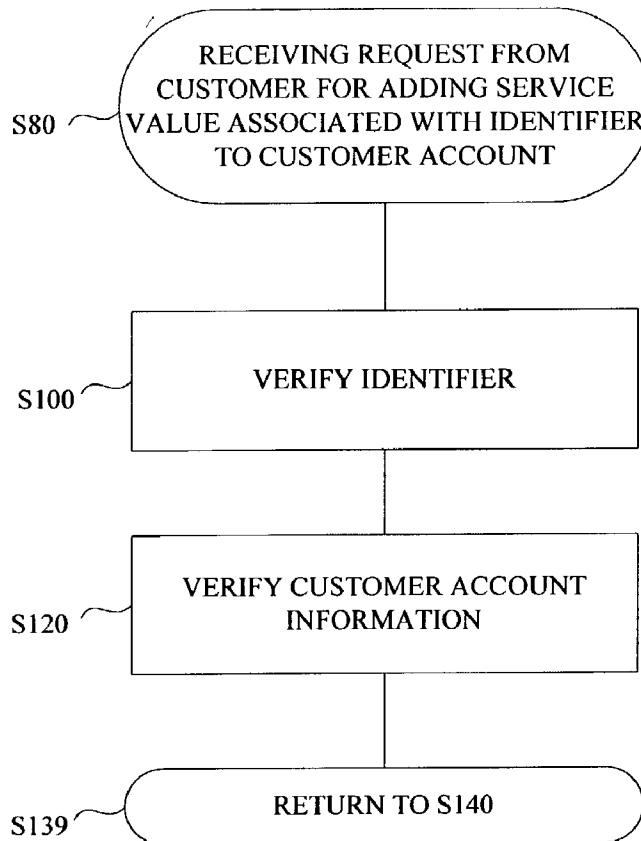 RECEIVING REQUEST FROM
CUSTOMER FOR ADDING SERVICE
VALUE ASSOCIATED WITH IDENTIFIER
TO CUSTOMER ACCOUNT
S80
VERIFY IDENTIFIER
S100
VERIFY CUSTOMER ACCOUNT
INFORMATION
S120
RETURN TO S140
S139